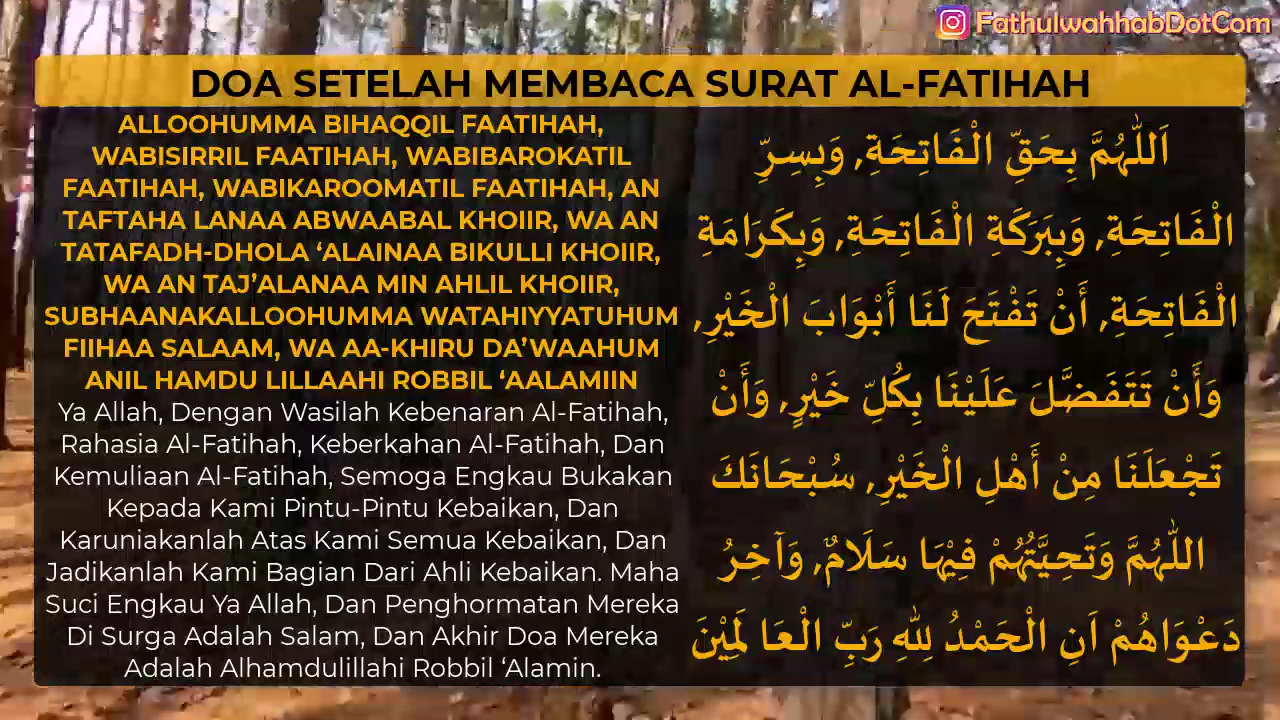 FathulwahhabDotCom
DOA SETELAH MEMBACA SURAT AL-FATIHAH
ALLOOHUMMA BIHAQQIL FAATIHAH,
WABISIRRIL FAATIHAH, WABIBAROKATIL
FAATIHAH, WABIKAROOMATIL FAATIHAH, AN
TAFTAHA LANAA ABWAABAL KHOIIR, WA AN
TATAFADH-DHOLA ‘ALAINAA BIKULLI KHOIIR,
WA AN TAJ’ALANAA MIN AHLIL KHOIIR,
SUBHAANAKALLOOHUMMA WATAHIYYATUHUM
FIIHAA SALAAM, WA AA-KHIRU DA’WAAHUM
ANIL HAMDU LILLAAHI ROBBIL ‘AALAMIIN
Ya Allah, Dengan Wasilah Kebenaran Al-Fatihah,
Rahasia Al-Fatihah, Keberkahan Al-Fatihah, Dan
Kemuliaan Al-Fatihah, Semoga Engkau Bukakan
Kepada Kami Pintu-Pintu Kebaikan, Dan
Karuniakanlah Atas Kami Semua Kebaikan, Dan
Jadikanlah Kami Bagian Dari Ahli Kebaikan. Maha
Suci Engkau Ya Allah, Dan Penghormatan Mereka
Di Surga Adalah Salam, Dan Akhir Doa Mereka
Adalah Alhamdulillahi Robbil ‘Alamin.
اَللّٰهُمَّ بِحَقِّ الْفَاتِحَةِ, وَبِسِرِّ
الْفَاتِحَةِ, وَبِبَرَكَةِ الْفَاتِحَةِ, وَبِكَرَامَةِ
الْفَاتِحَةِ, أَنْ تَفْتَحَ لَنَا أَبْوَابَ الْخَيْرِ,
وَأَنْ تَتَفَضَّلَ عَلَيْنَا بِكُلِّ خَيْرٍ, وَأَنْ
تَجْعَلَنَا مِنْ أَهْلِ الْخَيْرِ, سُبْحَانَكَ
اللّٰهُمَّ وَتَحِيَّتُهُمْ فِيْهَا سَلَامٌ, وَآخِرُ
دَعْوَاهُمْ اَنِ الْحَمْدُ لِلّٰهِ رَبِّ الْعَا لَمِيْنَ